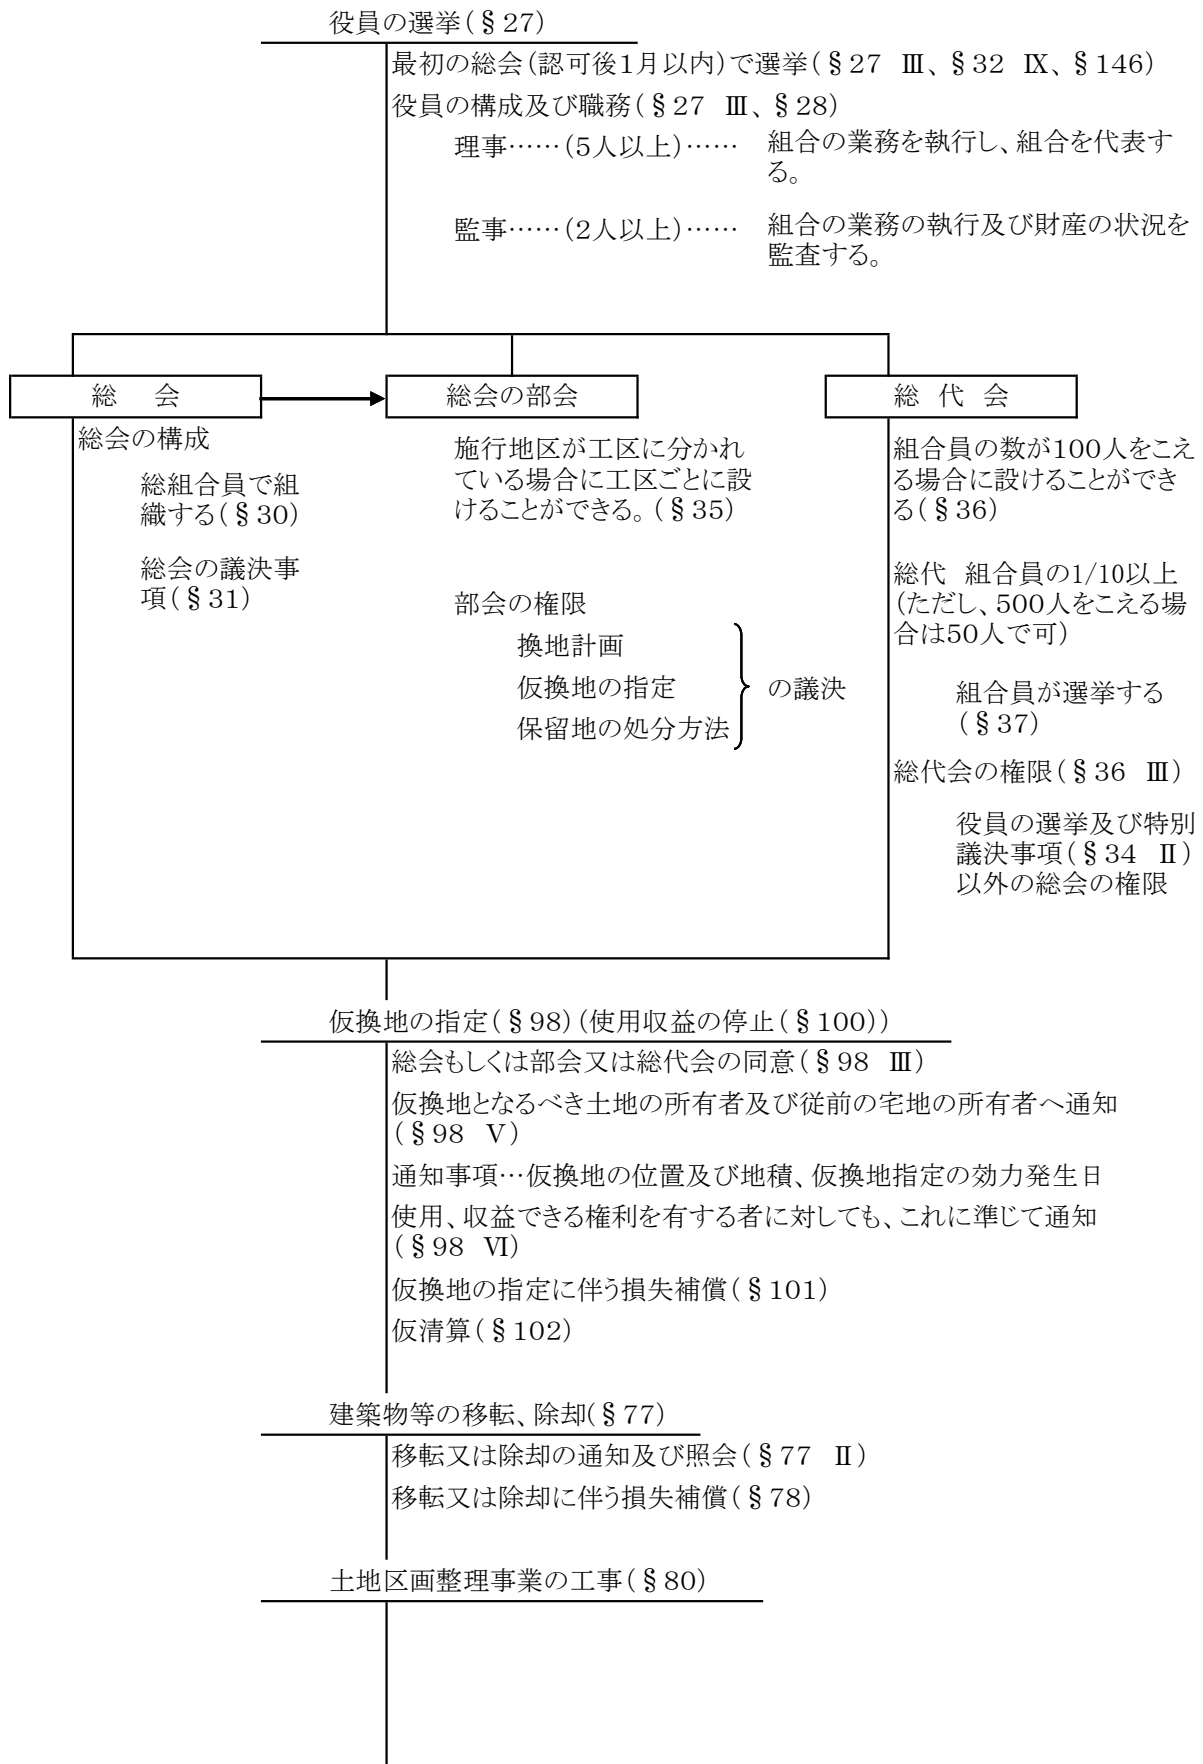 役員の選挙(§27)
最初の総会(認可後1月以内)で選挙(§27 Ⅲ、§32 Ⅸ、§146)
役員の構成及び職務(§27 Ⅲ、§28)
理事……(5人以上)…… 組合の業務を執行し、組合を代表す
る。
監事……(2人以上)…… 組合の業務の執行及び財産の状況を
監査する。
総 会
総会の構成
総組合員で組
織する(§30)
総会の議決事
項(§31)
総会の部会
施行地区が工区に分かれ
ている場合に工区ごとに設
けることができる。(§35)
部会の権限
換地計画
仮換地の指定 の議決
保留地の処分方法
総 代 会
組合員の数が100人をこえ
る場合に設けることができ
る(§36)
総代 組合員の1/10以上
(ただし、500人をこえる場
合は50人で可)
組合員が選挙する
(§37)
総代会の権限(§36 Ⅲ)
役員の選挙及び特別
議決事項(§34 Ⅱ)
以外の総会の権限
仮換地の指定(§98)(使用収益の停止(§100))
総会もしくは部会又は総代会の同意(§98 Ⅲ)
仮換地となるべき土地の所有者及び従前の宅地の所有者へ通知
(§98 Ⅴ)
通知事項…仮換地の位置及び地積、仮換地指定の効力発生日
使用、収益できる権利を有する者に対しても、これに準じて通知
(§98 Ⅵ)
仮換地の指定に伴う損失補償(§101)
仮清算(§102)
建築物等の移転、除却(§77)
移転又は除却の通知及び照会(§77 Ⅱ)
移転又は除却に伴う損失補償(§78)
土地区画整理事業の工事(§80)